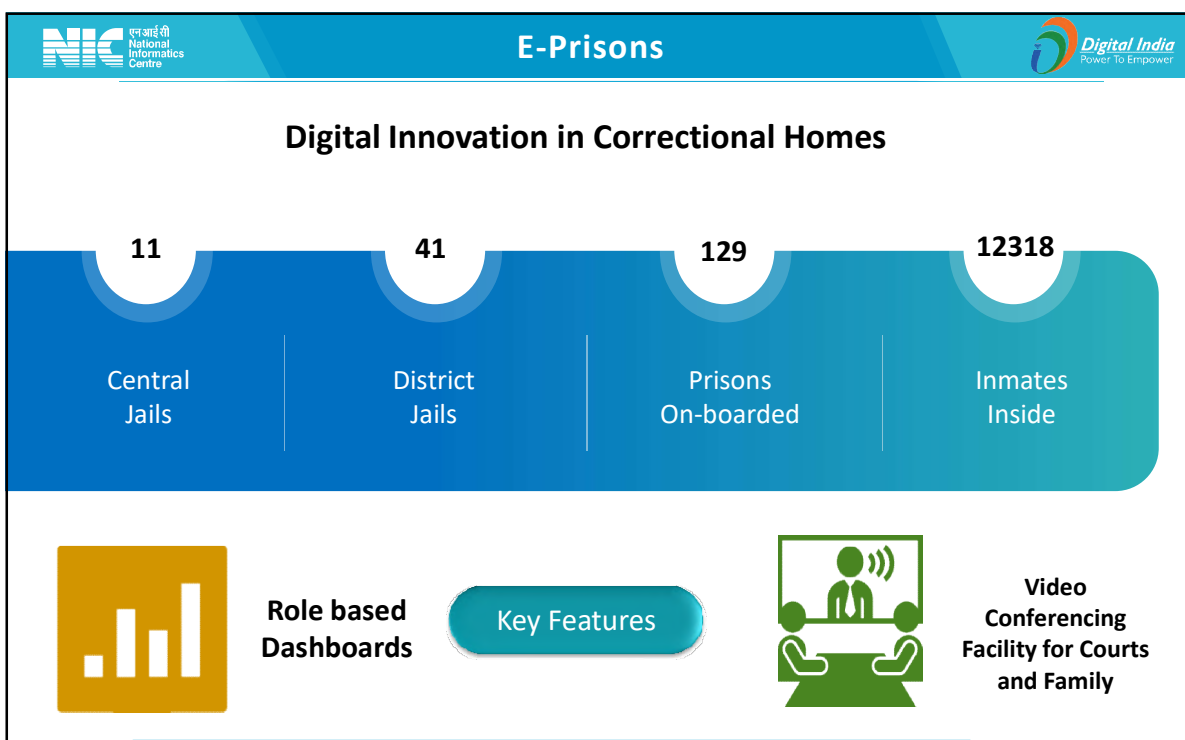 NIC
एनआईसी
National
Informatics
Centre
E-Prisons
Digital India
Power To Empower
Digital Innovation in Correctional Homes
11
41
129
12318
Central
Jails
District
Jails
Prisons
On-boarded
Inmates
Inside
Role based
Dashboards
Key Features
Video
Conferencing
Facility for Courts
and Family